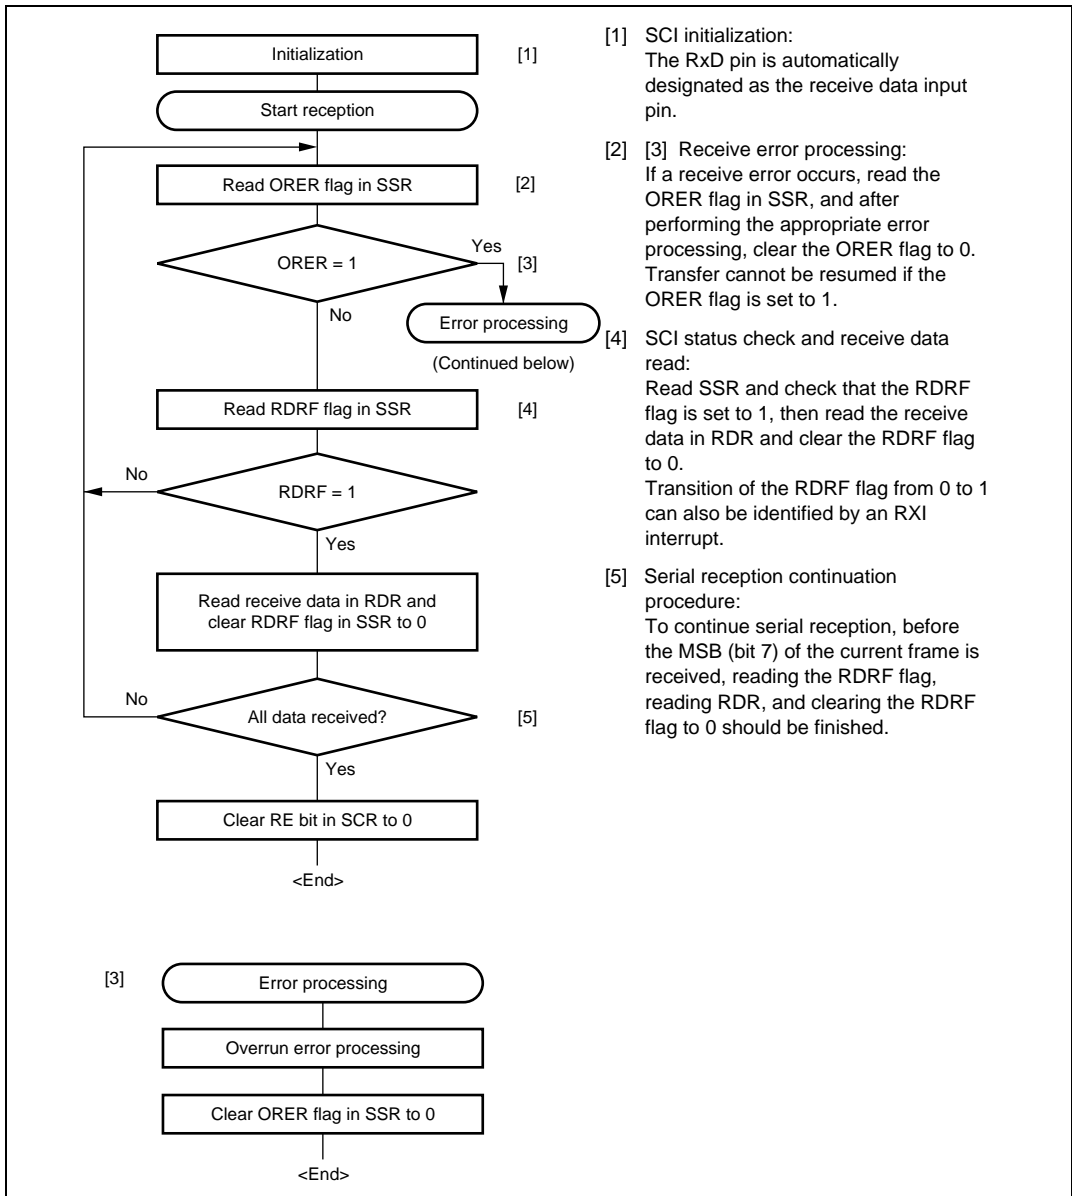 Initialization
[1]
Start reception
Read ORER flag in SSR
[2]
ORER = 1
Yes
[3]
No
Error processing
(Continued below)
Read RDRF flag in SSR
[4]
No
RDRF = 1
Yes
Read receive data in RDR and
clear RDRF flag in SSR to 0
No
All data received?
[5]
Yes
Clear RE bit in SCR to 0
<End>
[3]
Error processing
Overrun error processing
Clear ORER flag in SSR to 0
<End>
[1] SCI initialization:
The RxD pin is automatically
designated as the receive data input
pin.
[2] [3] Receive error processing:
If a receive error occurs, read the
ORER flag in SSR, and after
performing the appropriate error
processing, clear the ORER flag to 0.
Transfer cannot be resumed if the
ORER flag is set to 1.
[4] SCI status check and receive data
read:
Read SSR and check that the RDRF
flag is set to 1, then read the receive
data in RDR and clear the RDRF flag
to 0.
Transition of the RDRF flag from 0 to 1
can also be identified by an RXI
interrupt.
[5] Serial reception continuation
procedure:
To continue serial reception, before
the MSB (bit 7) of the current frame is
received, reading the RDRF flag,
reading RDR, and clearing the RDRF
flag to 0 should be finished.